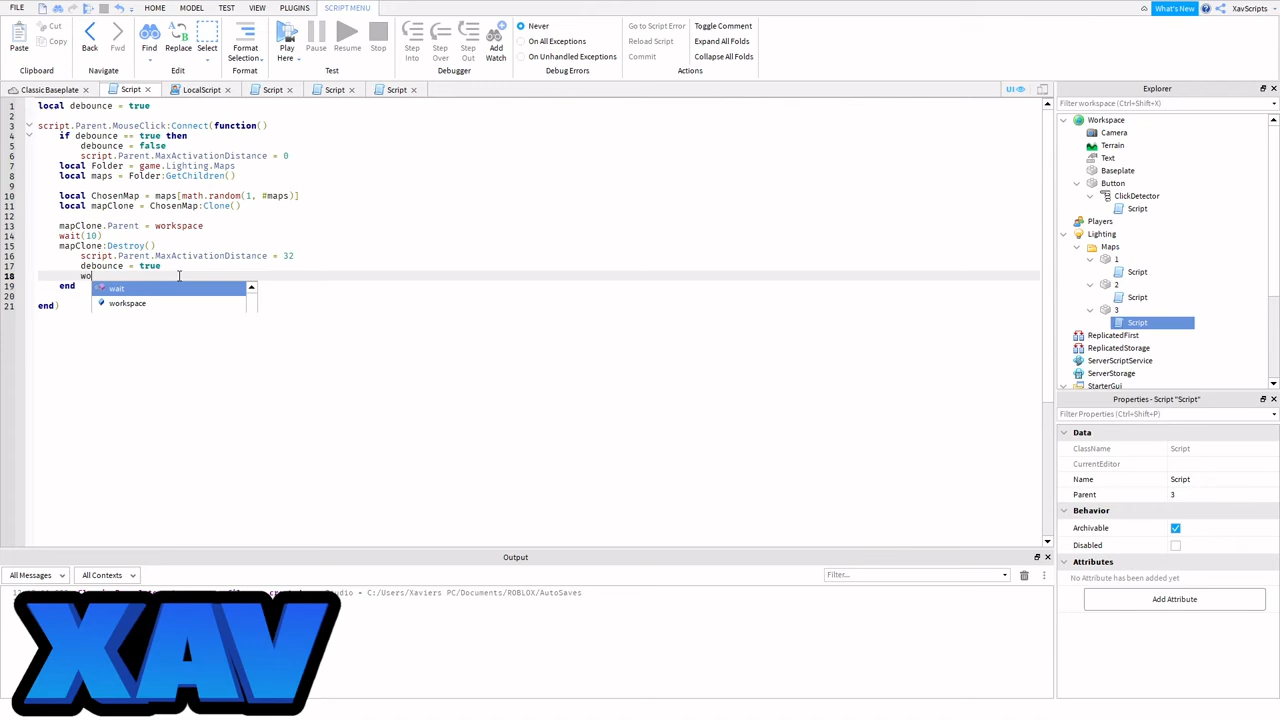 FILE HOME MODEL TEST VIEW PLUGINS SCRIPT MENU What's New XavScripts
Paste Cut Copy Back Fwd Find Replace Select Format Selection Play Here Pause Resume Stop Step Into Step Over Step Out Add Watch
Never
On All Exceptions
On Unhandled Exceptions
Go to Script Error
Reload Script
Commit
Toggle Comment
Expand All Folds
Collapse All Folds
Clipboard Navigate Edit Format Test Debugger Debug Errors Actions
Classic Baseplate Script LocalScript Script Script Script UI
1 local debounce = true
2
3 script.Parent.MouseClick:Connect(function()
4 if debounce == true then
5 debounce = false
6 script.Parent.MaxActivationDistance = 0
7 local Folder = game.Lighting.Maps
8 local maps = Folder:GetChildren()
9
10 local ChosenMap = maps[math.random(1, #maps)]
11 local mapClone = ChosenMap:Clone()
12
13 mapClone.Parent = workspace
14 wait(10)
15 mapClone:Destroy()
16 script.Parent.MaxActivationDistance = 32
17 debounce = true
18 wo
wait
19 end
workspace
20
21 end)
Explorer
Filter workspace (Ctrl+Shift+X)
Workspace
Camera
Terrain
Text
Baseplate
Button
ClickDetector
Script
Players
Lighting
Maps
1
Script
2
Script
3
Script
ReplicatedFirst
ReplicatedStorage
ServerScriptService
ServerStorage
StarterGui
Properties - Script "Script"
Filter Properties (Ctrl+Shift+P)
Data
ClassName Script
CurrentEditor
Name Script
Parent 3
Behavior
Archivable
Disabled
Attributes
No Attribute has been added yet
Add Attribute
Output
All Messages All Contexts Filter...
Studio • C:/Users/Xaviers PC/Documents/ROBLOX/AutoSaves
XAV